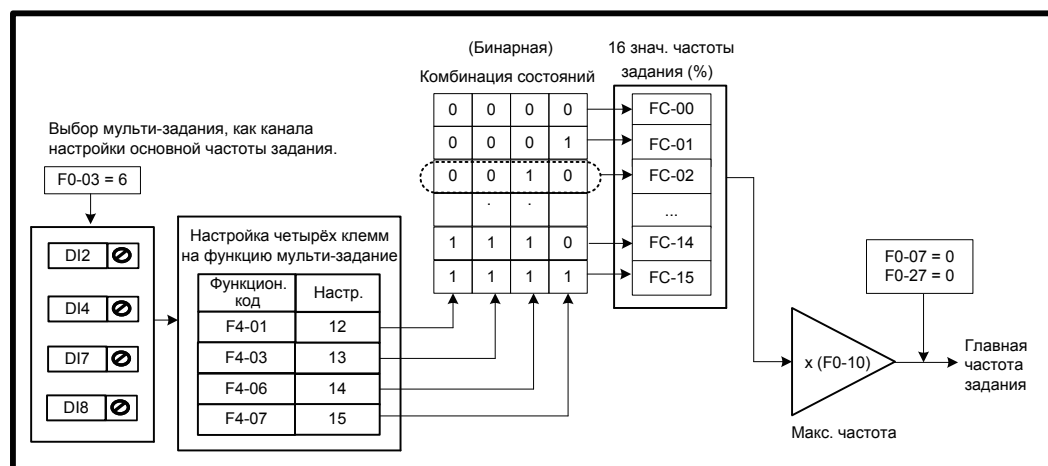 (Бинарная)
Комбинация состояний
16 знач. частоты
задания (%)
Выбор мульти-задания, как канала
настройки основной частоты задания.
F0-03 = 6
DI2
DI4
DI7
DI8
Настройка четырёх клемм
на функцию мульти-задание
Функцион.
код
Настр.
F4-01 12
F4-03 13
F4-06 14
F4-07 15
0 0 0 0
0 0 0 1
0 0 1 0
. .
1 1 1 0
1 1 1 1
FC-00
FC-01
FC-02
...
FC-14
FC-15
x (F0-10)
Макс. частота
F0-07 = 0
F0-27 = 0
Главная
частота
задания